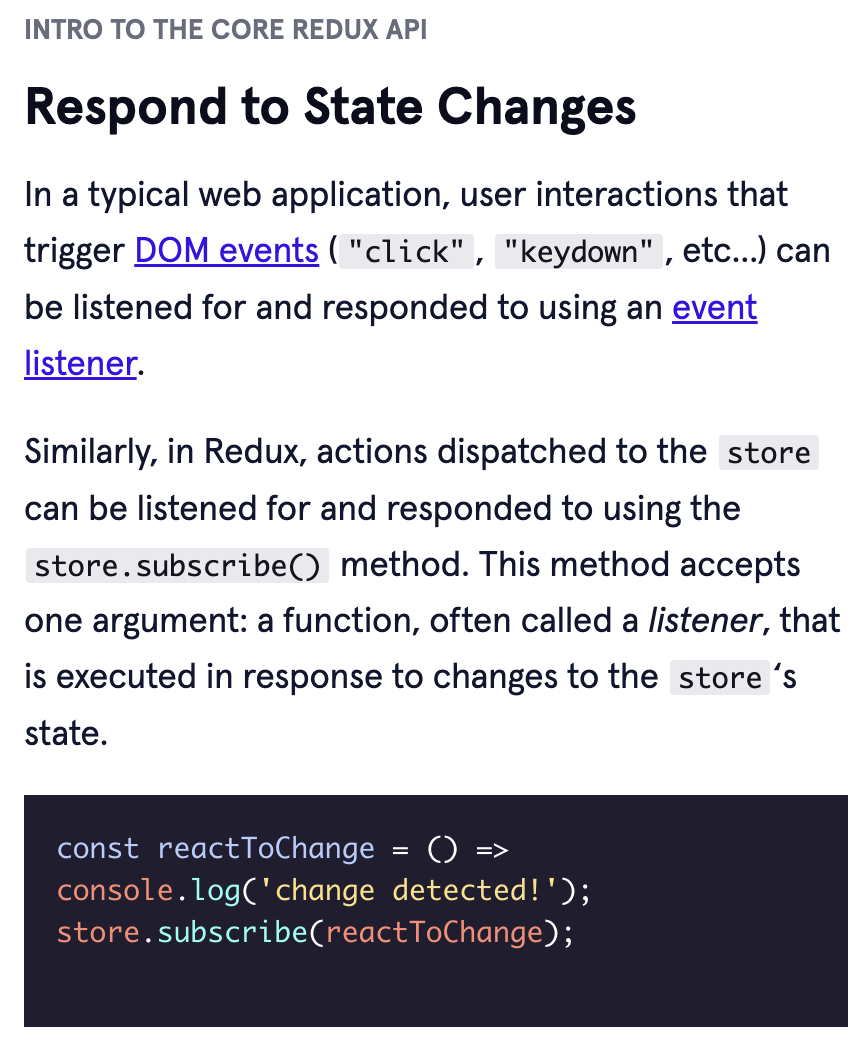 INTRO TO THE CORE REDUX API
Respond to State Changes
In a typical web application, user interactions that
trigger DOM events ("click", "keydown", etc…) can
be listened for and responded to using an event
listener.
Similarly, in Redux, actions dispatched to the store
can be listened for and responded to using the
store.subscribe() method. This method accepts
one argument: a function, often called a listener, that
is executed in response to changes to the store‘s
state.
const reactToChange = () =>
console.log('change detected!');
store.subscribe(reactToChange);